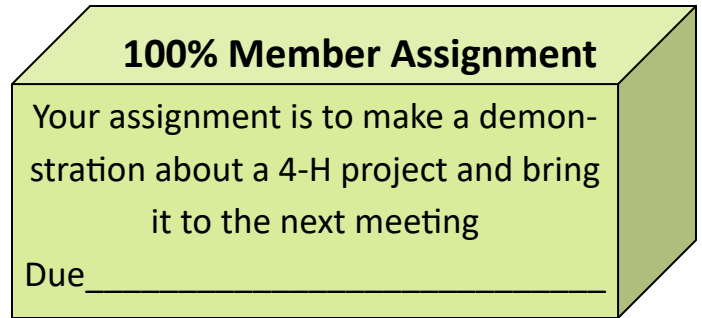 100% Member Assignment
Your assignment is to make a demon-
stration about a 4-H project and bring
it to the next meeting
Due____________________________